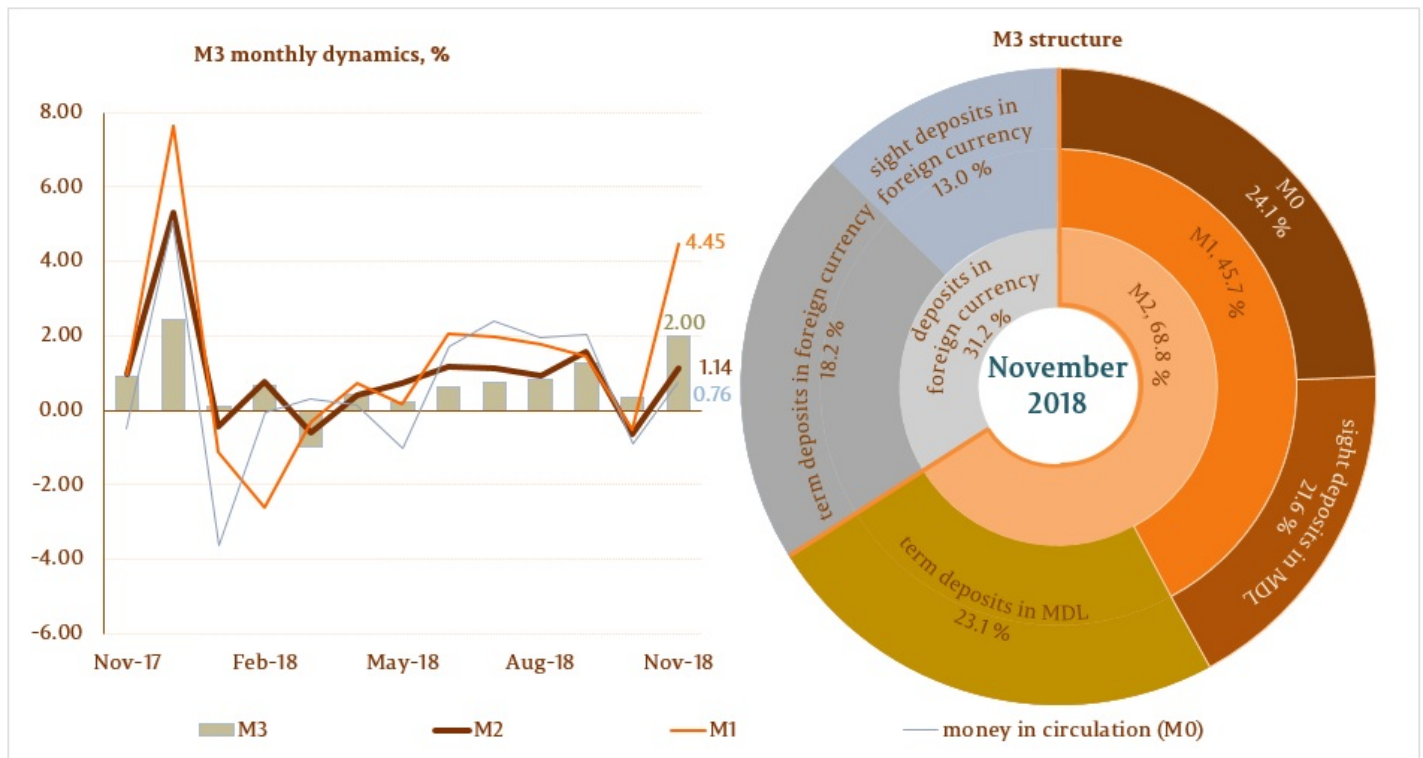 M3 monthly dynamics, %
8.00
6.00
4.00
2.00
0.00
-2.00
-4.00
-6.00
4.45
2.00
1.14
0.76
Nov-17
Feb-18
May-18
Aug-18
Nov-18
M3 structure
M0
24.1 %
M1, 45.7 %
M2, 68.8 %
sight deposits in MDL
21.6 %
term deposits in MDL
23.1 %
term deposits in foreign currency
18.2 %
sight deposits in
foreign currency
13.0 %
deposits in
foreign currency
31.2 %
November
2018
M3
M2
M1
money in circulation (M0)